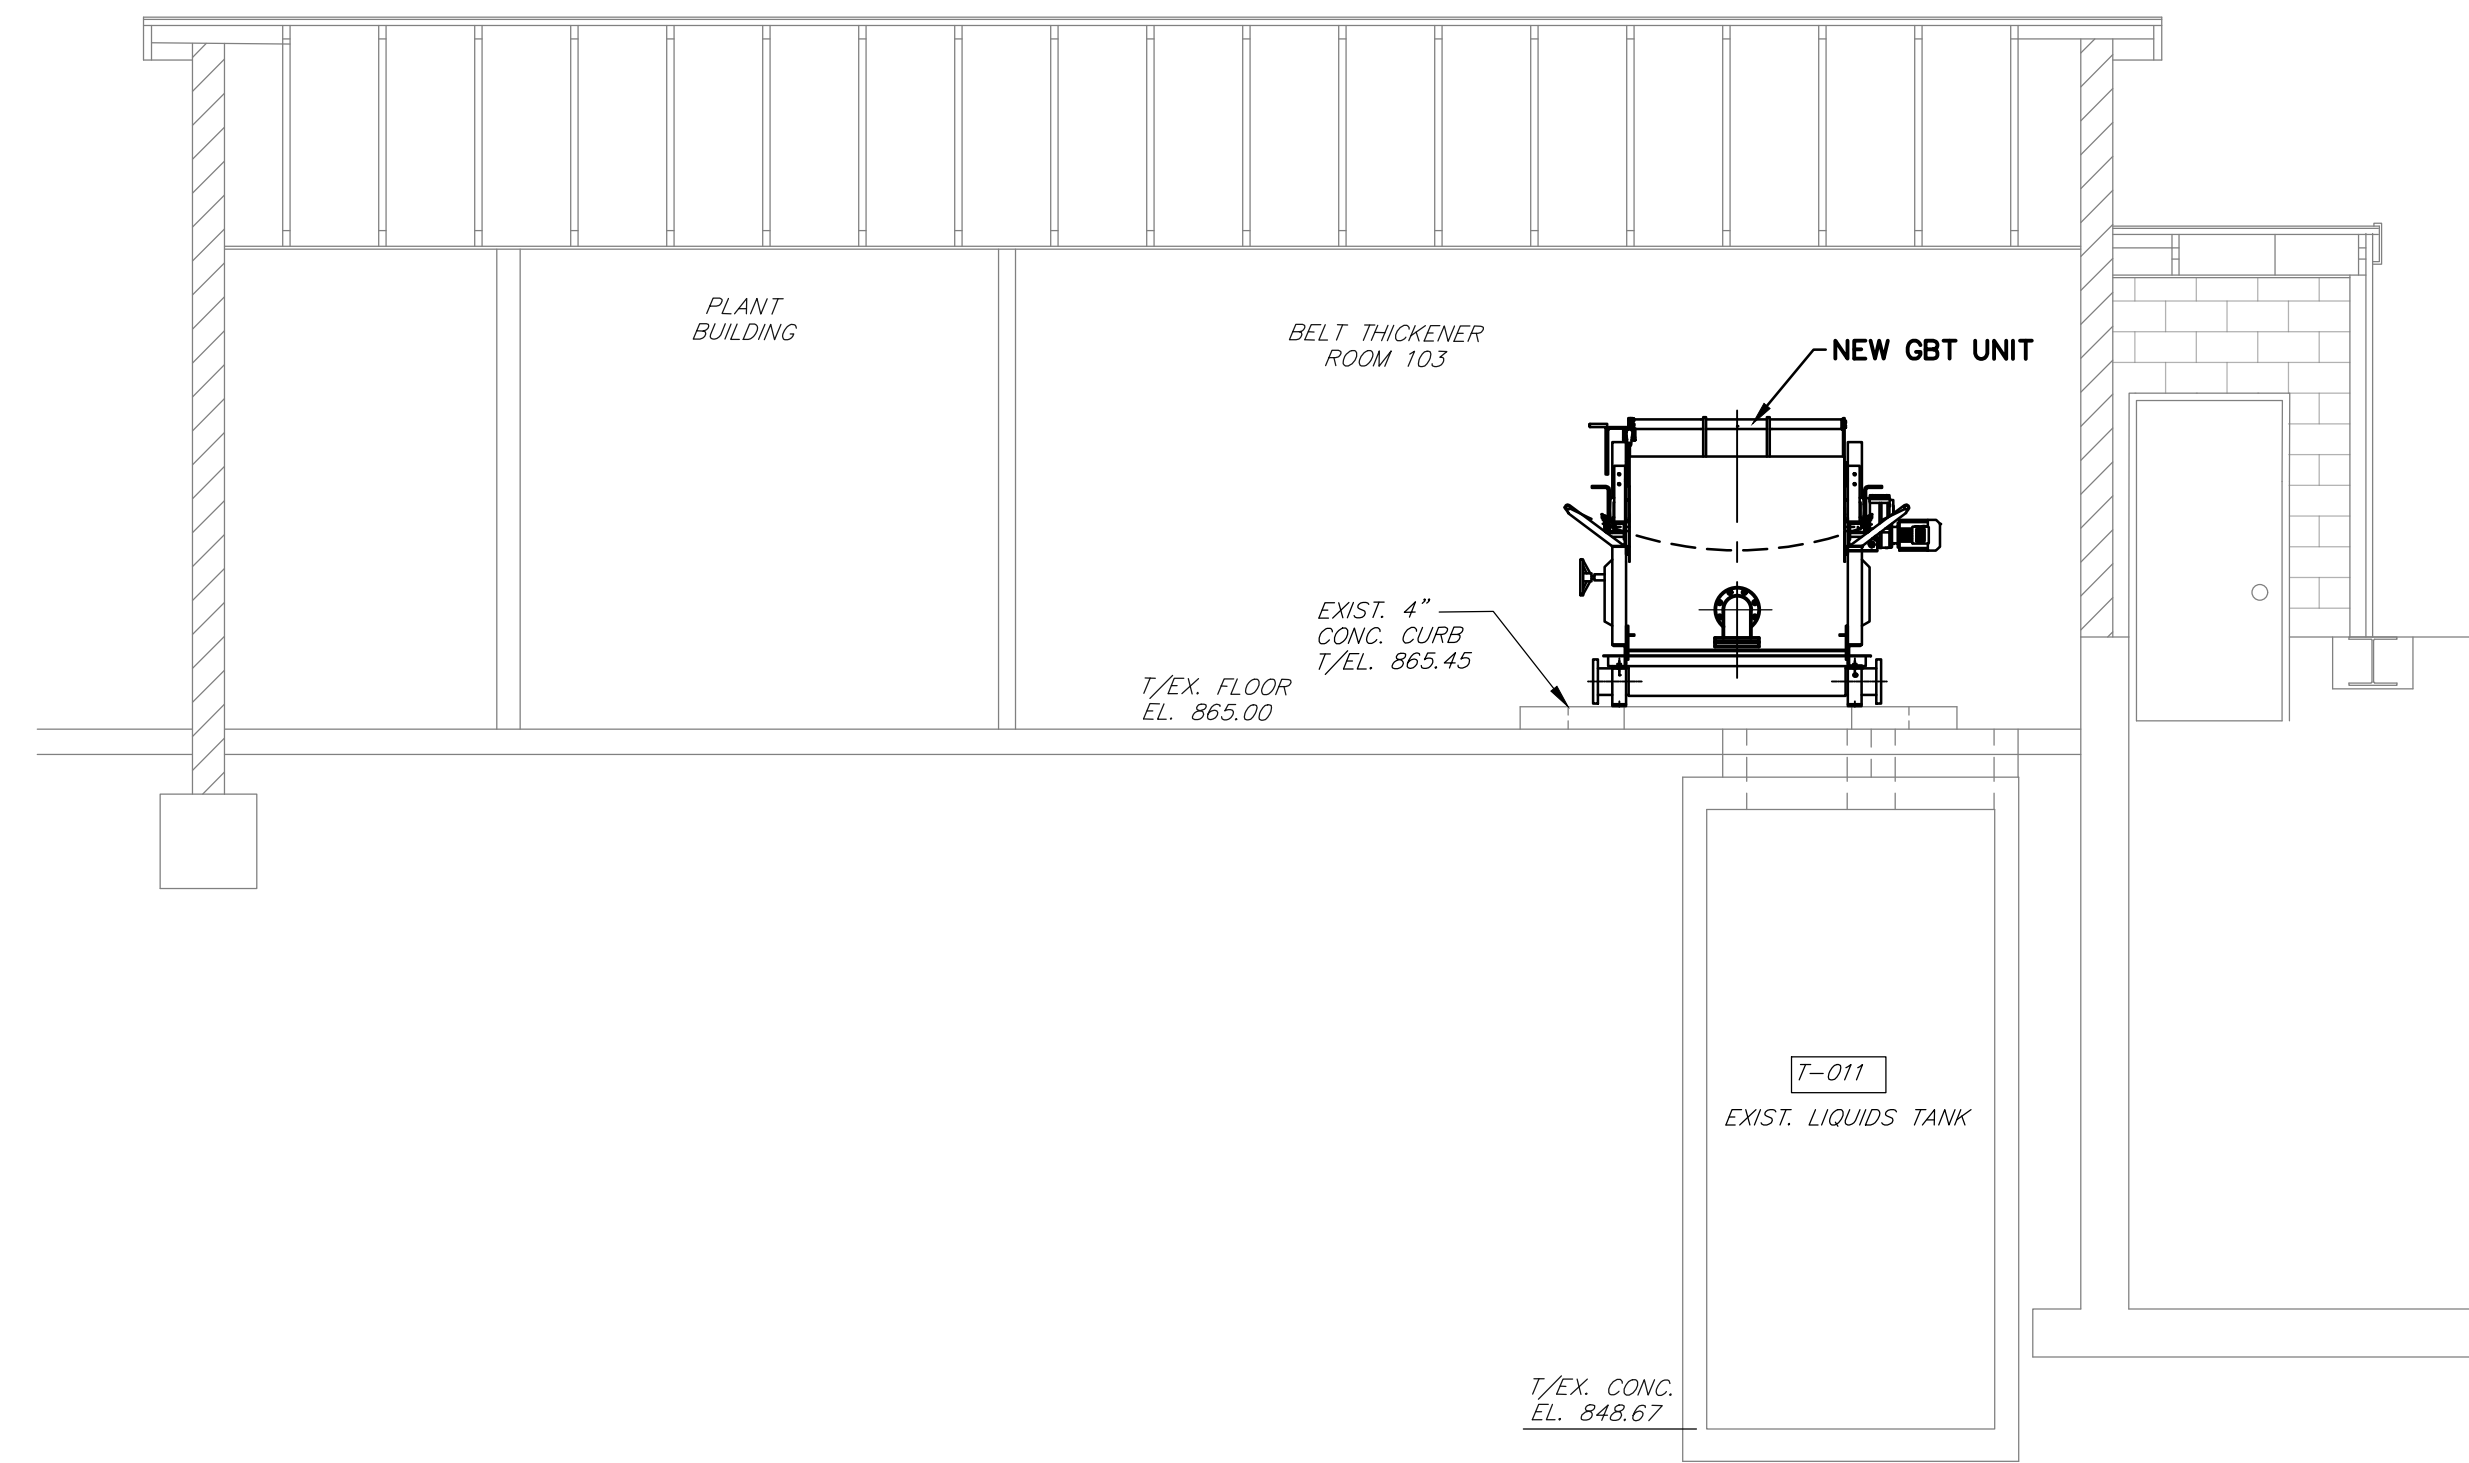 PLANT
BUILDING
BELT THICKENER
ROOM 103
NEW GBT UNIT
EXIST. 4"
CONC. CURB
T/EL. 865.45
T/EX. FLOOR
EL. 865.00
T-011
EXIST. LIQUIDS TANK
T/EX. CONC.
EL. 848.67